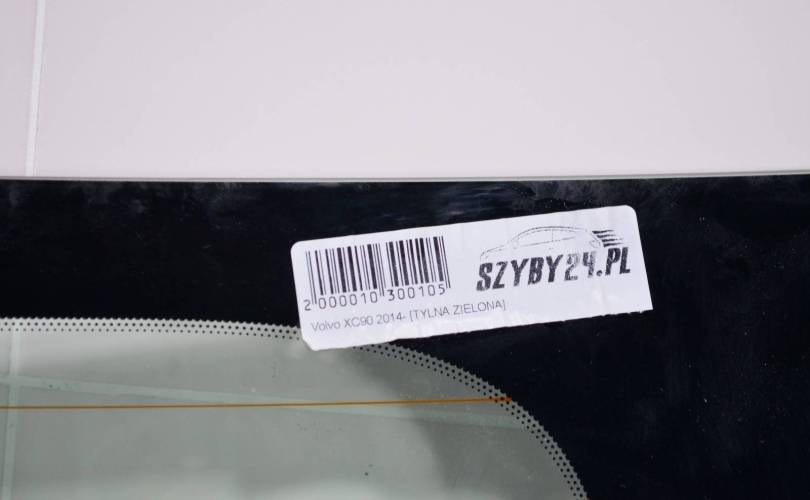 SZYBY24.PL
2 000010 300105
Volvo XC90 2014- [TYLNA ZIELONA]